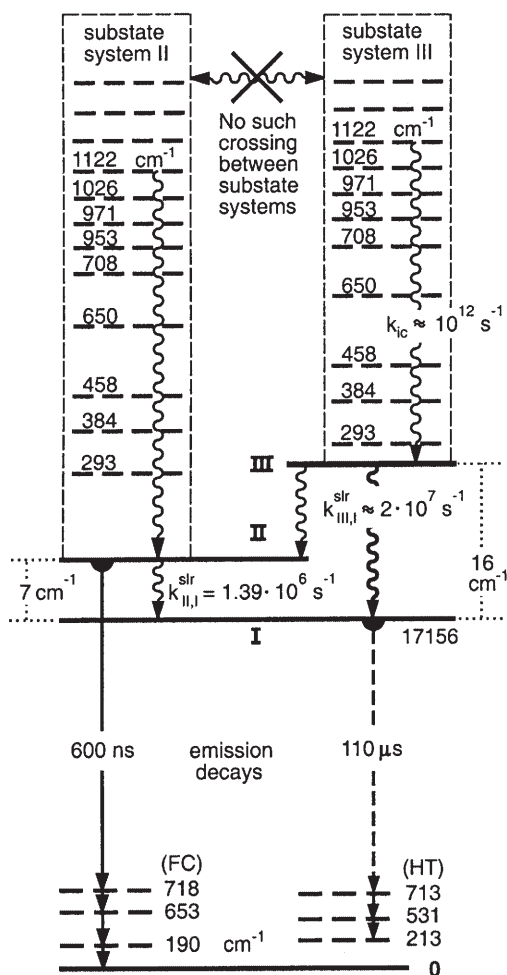 substate
system II
substate
system III
No such
crossing
between
substate
systems
1122 cm⁻¹
1026
971
953
708
650
458
384
293
1122 cm⁻¹
1026
971
953
708
650
k_ic ≈ 10¹² s⁻¹
458
384
293
III
k^slr_III,I ≈ 2·10⁷ s⁻¹
II
7 cm⁻¹
k^slr_II,I = 1.39·10⁶ s⁻¹
16
cm⁻¹
I
17156
600 ns
emission
decays
110 μs
(FC)
718
653
190 cm⁻¹
(HT)
713
531
213
0